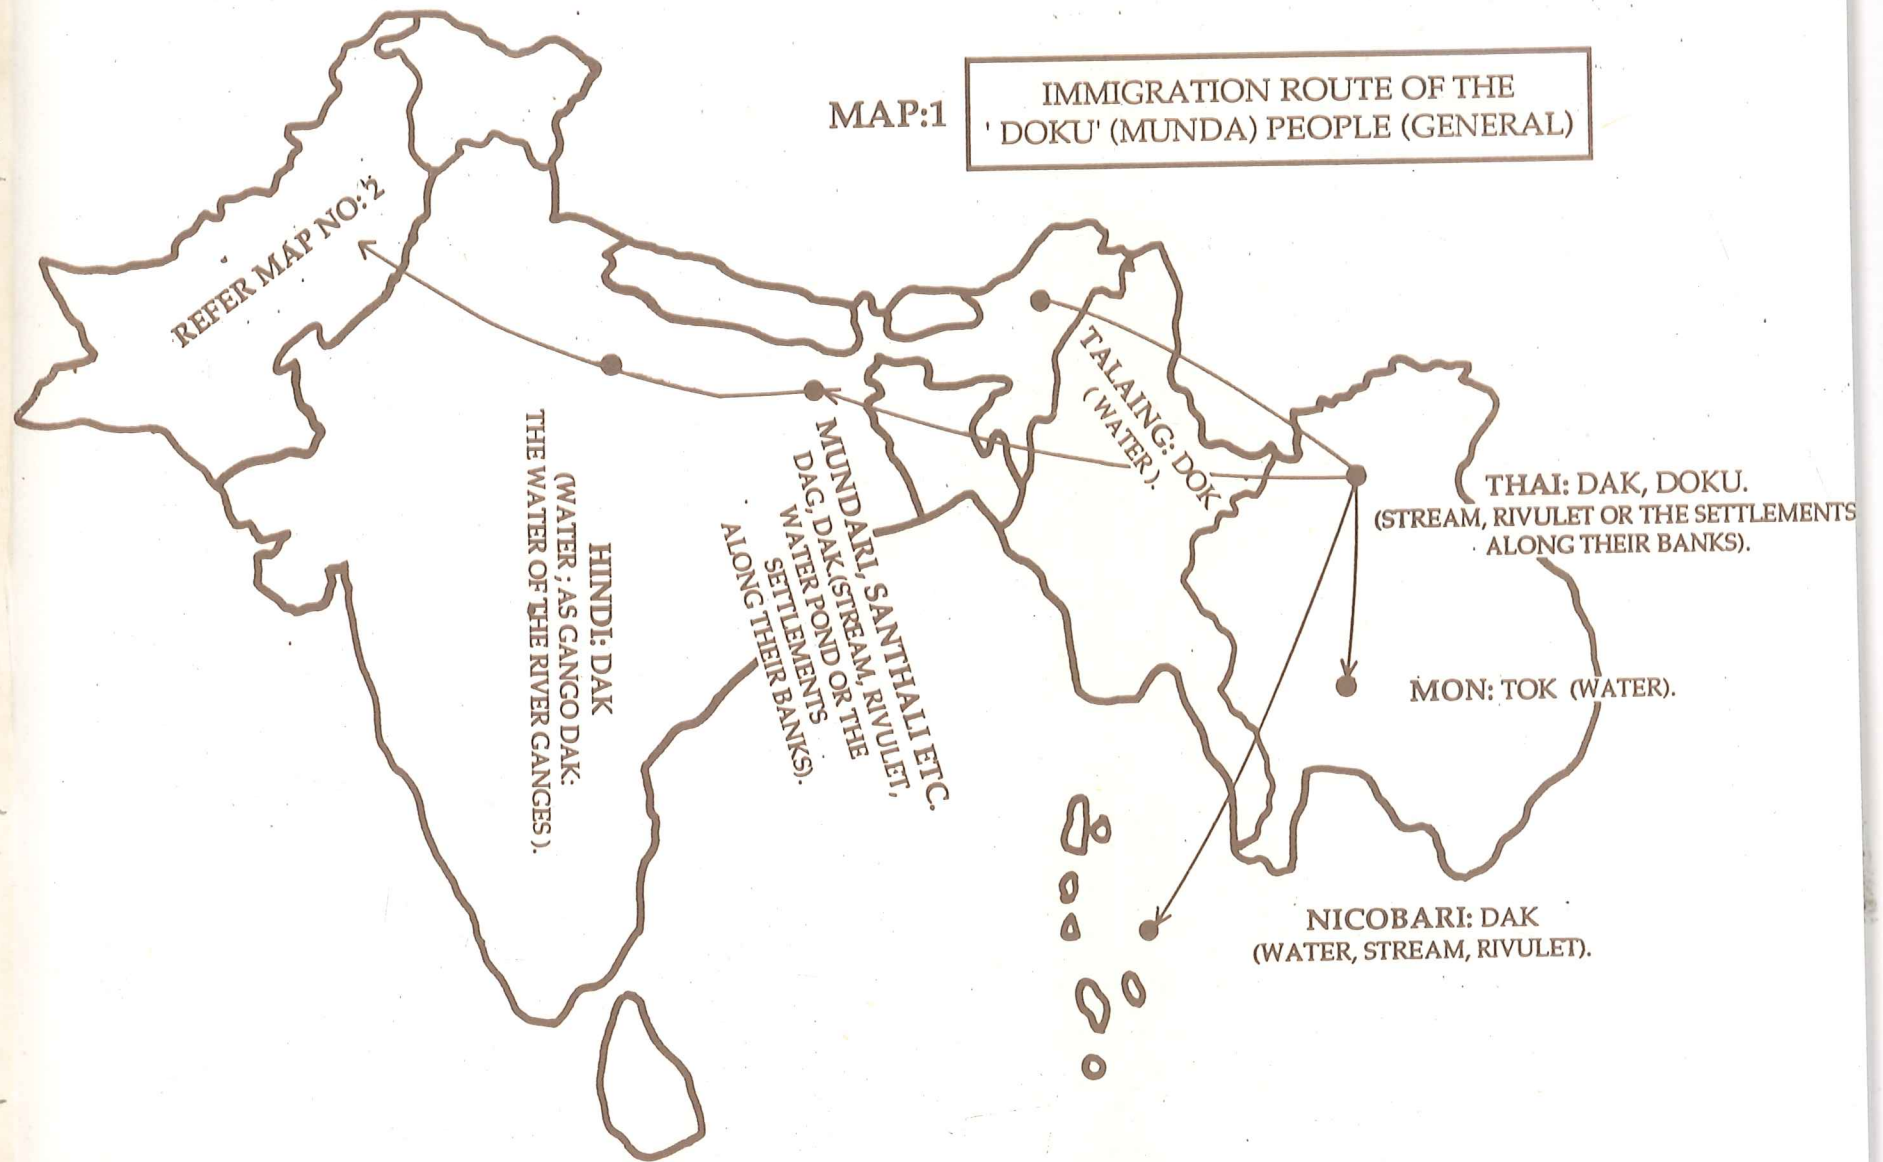 MAP:1
IMMIGRATION ROUTE OF THE
' DOKU' (MUNDA) PEOPLE (GENERAL)
REFER MAP NO: 2
TALAING: DOK
( WATER).
THAI: DAK, DOKU.
(STREAM, RIVULET OR THE SETTLEMENTS
ALONG THEIR BANKS).
MUNDARI, SANTHALI ETC.
DAG, DAK.(STREAM, RIVULET,
WATER POND OR THE
SETTLEMENTS
ALONG THEIR BANKS).
HINDI: DAK
(WATER ; AS GANGO DAK:
THE WATER OF THE RIVER GANGES ).
MON: TOK (WATER).
NICOBARI: DAK
(WATER, STREAM, RIVULET).